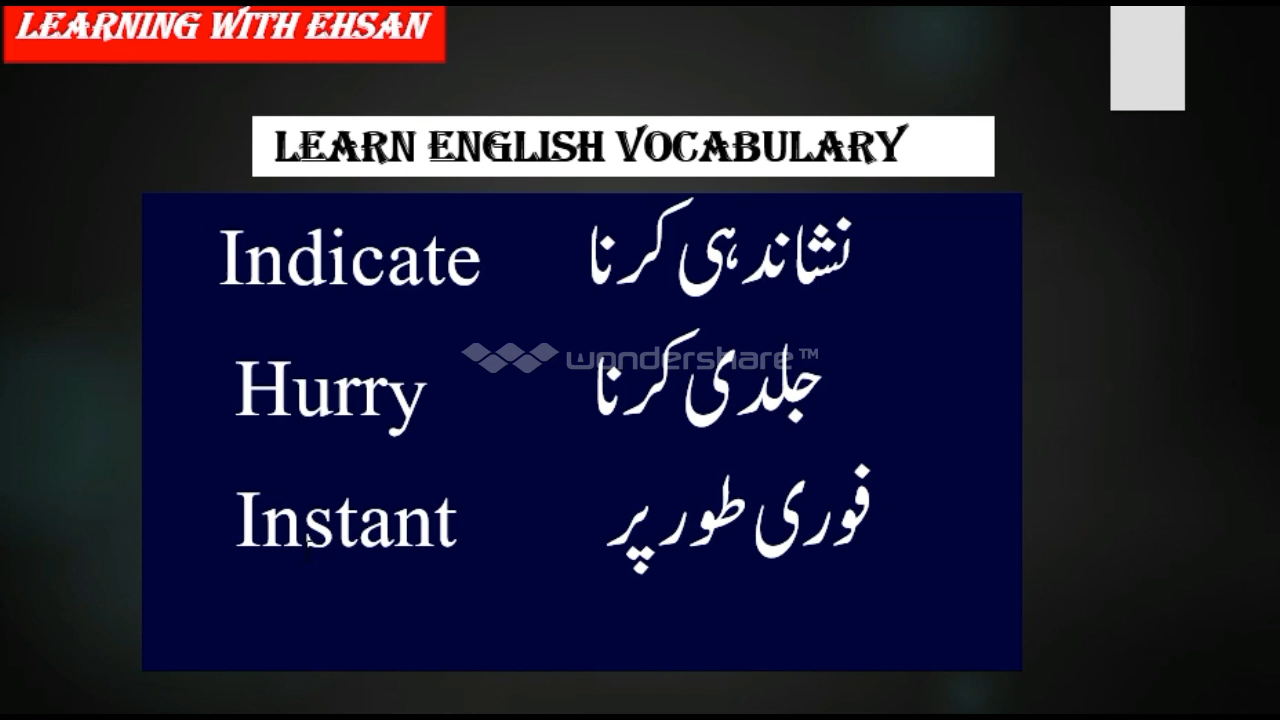 LEARNING WITH EHSAN
LEARN ENGLISH VOCABULARY
Indicate نشاندہی کرنا
wondershare™
Hurry جلدی کرنا
Instant فوری طور پر